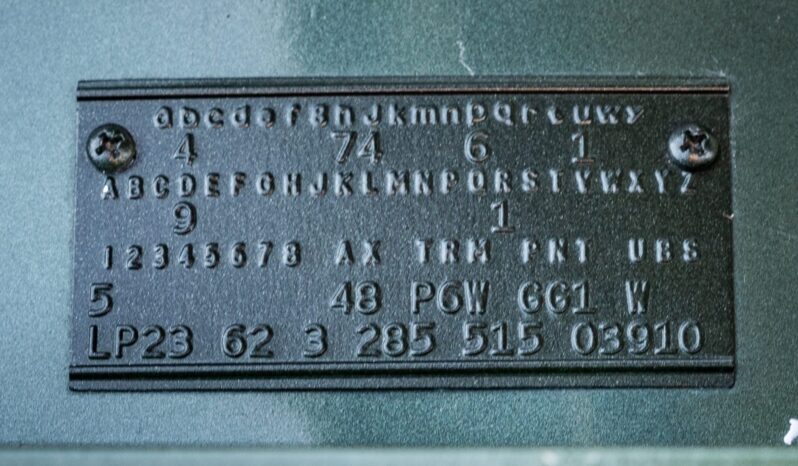 abcdefghjkmnpqrtuwy
4 74 6 1
ABCDEFGHJKLMNPQRSTVWXYZ
9 1
12345678 AX TRM PNT UBS
5 48 P6W GG1 W
LP23 62 3 285 515 03910